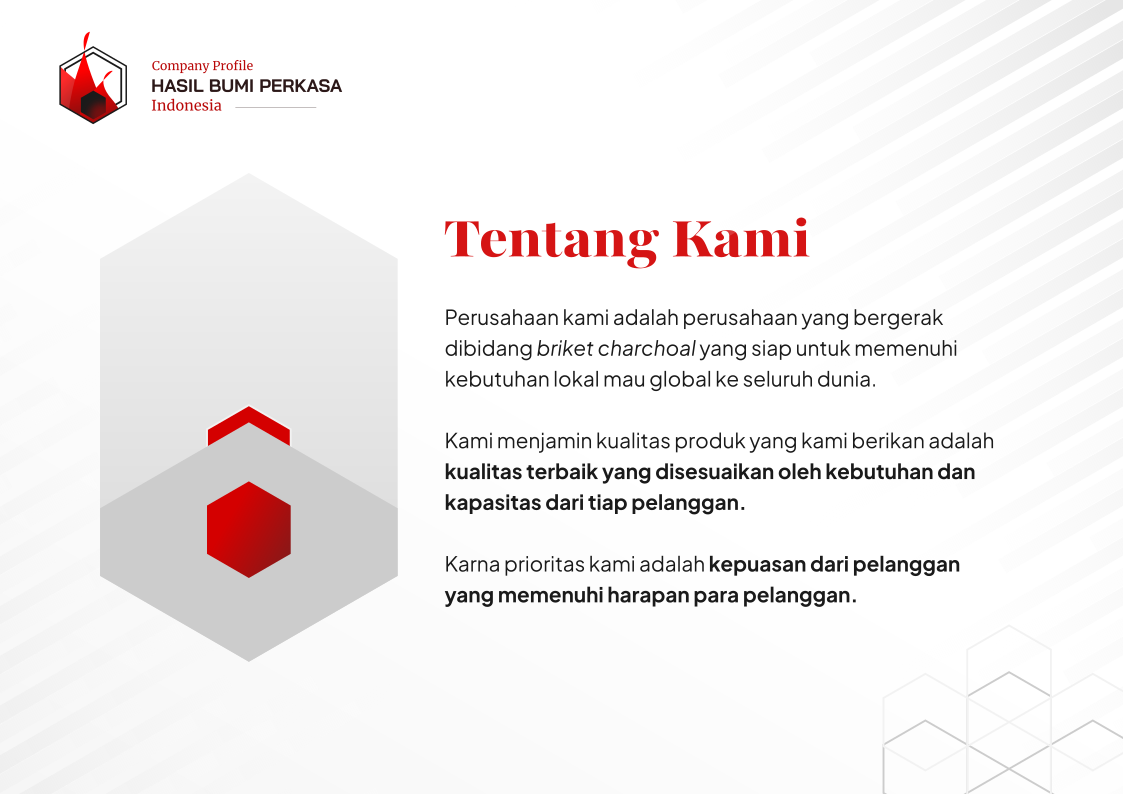 Company Profile
HASIL BUMI PERKASA
Indonesia
Tentang Kami
Perusahaan kami adalah perusahaan yang bergerak
dibidang briket charchoal yang siap untuk memenuhi
kebutuhan lokal mau global ke seluruh dunia.
Kami menjamin kualitas produk yang kami berikan adalah
kualitas terbaik yang disesuaikan oleh kebutuhan dan
kapasitas dari tiap pelanggan.
Karna prioritas kami adalah kepuasan dari pelanggan
yang memenuhi harapan para pelanggan.